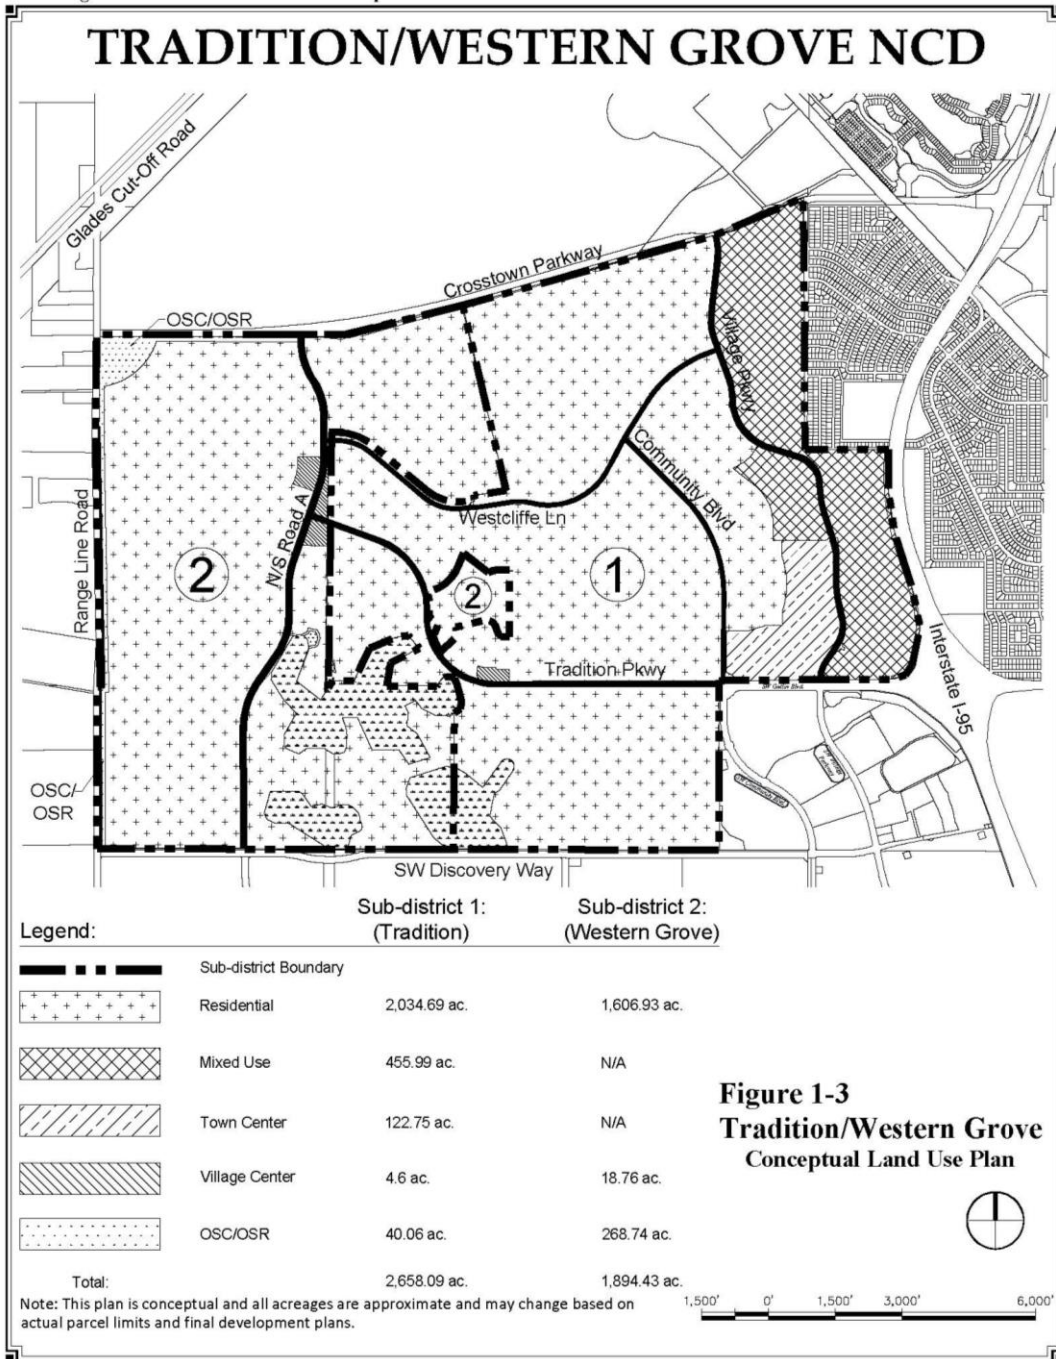 TRADITION/WESTERN GROVE NCD
Glades Cut-Off Road
Crosstown Parkway
OSC/OSR
Village Pkwy
Community Blvd
Westcliffe Ln
N/S Road A
Range Line Road
2
1
2
Tradition Pkwy
Interstate I-95
OSC/
OSR
SW Discovery Way
Legend:
Sub-district 1:
(Tradition)
Sub-district 2:
(Western Grove)
Sub-district Boundary
Residential 2,034.69 ac. 1,606.93 ac.
Mixed Use 455.99 ac. N/A
Town Center 122.75 ac. N/A
Village Center 4.6 ac. 18.76 ac.
OSC/OSR 40.06 ac. 268.74 ac.
Total: 2,658.09 ac. 1,894.43 ac.
Note: This plan is conceptual and all acreages are approximate and may change based on
actual parcel limits and final development plans.
Figure 1-3
Tradition/Western Grove
Conceptual Land Use Plan
1,500' 0' 1,500' 3,000' 6,000'